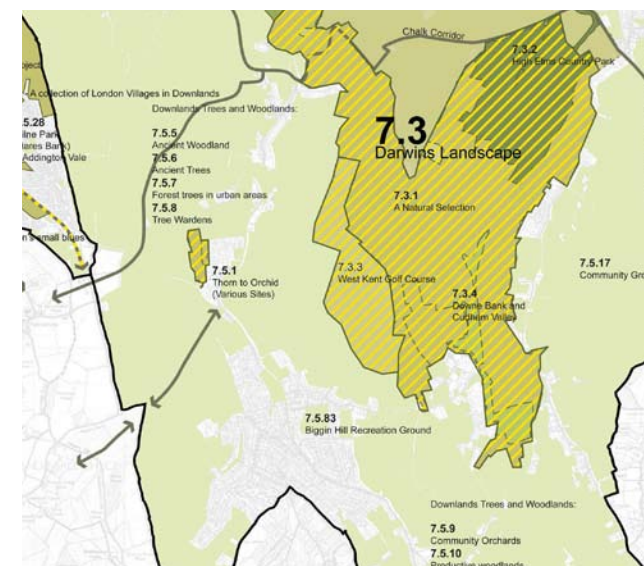 Chalk Corridor
7.3.2
High Elms Country Park
A collection of London Villages in Downlands
Downlands Trees and Woodlands:
7.5.5
Ancient Woodland
7.5.6
Ancient Trees
7.5.7
Forest trees in urban areas
7.5.8
Tree Wardens
5.28
Park
Bank)
Addington Vale
small blues
7.3
Darwins Landscape
7.3.1
A Natural Selection
7.3.3
West Kent Golf Course
7.3.4
Downe Bank and
Cudham Valley
7.5.1
Thorn to Orchid
(Various Sites)
7.5.17
Community
7.5.83
Biggin Hill Recreation Ground
Downlands Trees and Woodlands:
7.5.9
Community Orchards
7.5.10
Productive woodlands